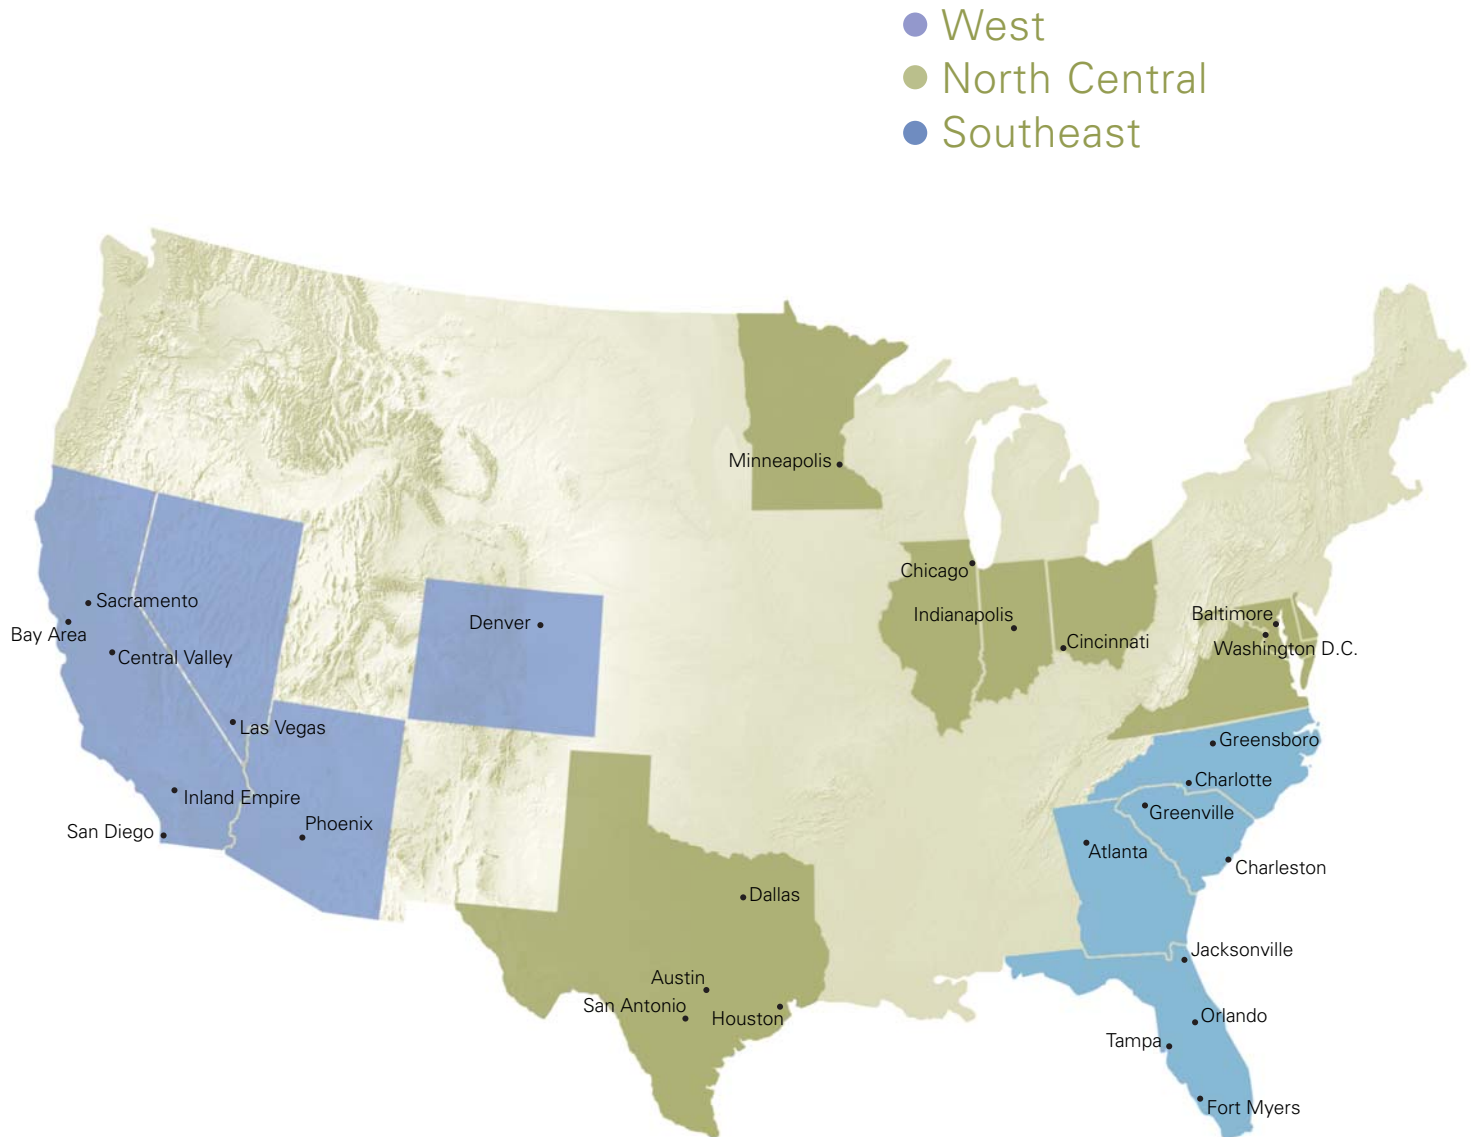 West
North Central
Southeast
Minneapolis
Chicago
Sacramento
Baltimore
Indianapolis
Denver
Bay Area
Cincinnati
Washington D.C.
Central Valley
Las Vegas
Greensboro
Charlotte
Inland Empire
Greenville
Phoenix
San Diego
Atlanta
Charleston
Dallas
Jacksonville
Austin
San Antonio
Houston
Orlando
Tampa
Fort Myers